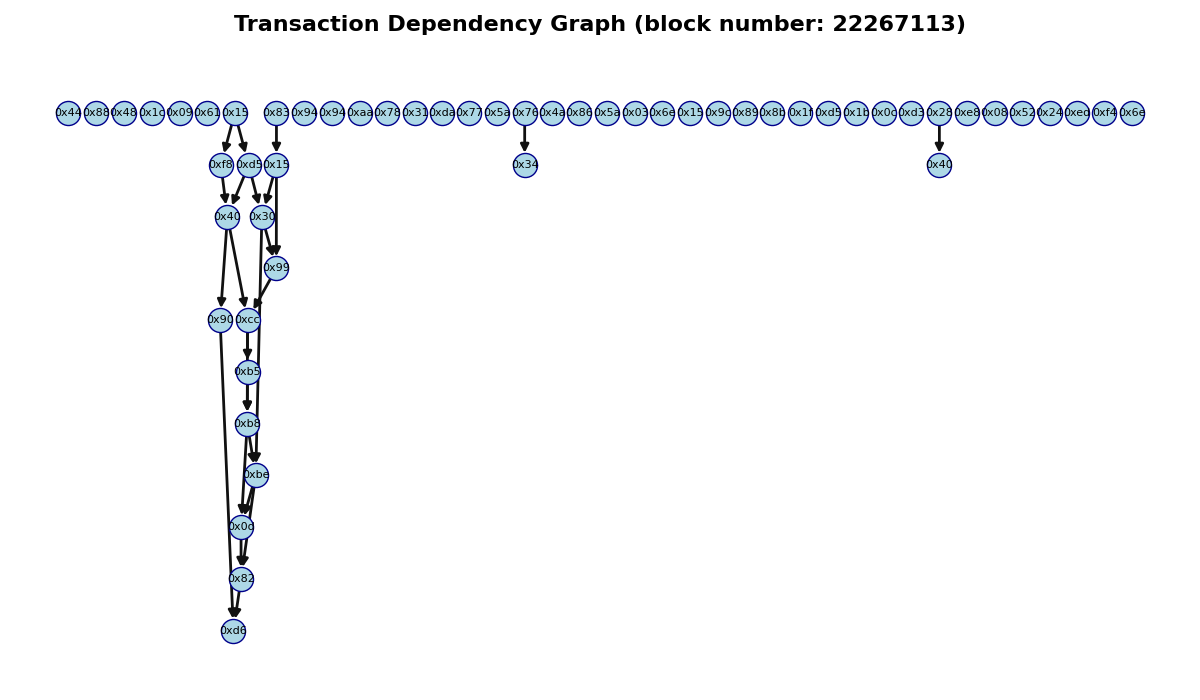 Transaction Dependency Graph (block number: 22267113)
0x44 0x88 0x48 0x1c 0x09 0x61 0x15 0x83 0x94 0x94 0xaa 0x78 0x31 0xda 0x77 0x5a 0x76 0x4a 0x86 0x5a 0x03 0x6e 0x15 0x9c 0x89 0x8b 0x1f 0xd5 0x1b 0x0c 0xd3 0x28 0xe8 0x08 0x52 0x24 0xed 0xf4 0x6e
0xf8 0xd5 0x15 0x34 0x40
0x40 0x30
0x99
0x90 0xcc
0xb5
0xb8
0xbe
0x82
0xd6